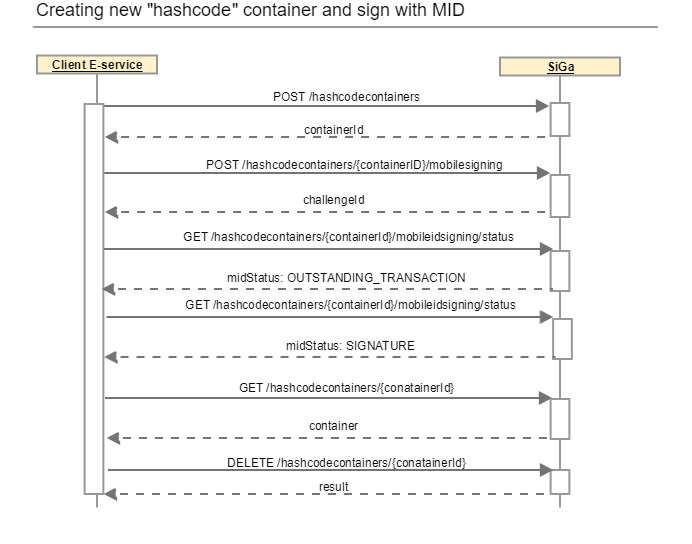 Creating new "hashcode" container and sign with MID
Client E-service
SiGa
POST /hashcodecontainers
containerId
POST /hashcodecontainers/{containerID}/mobilesigning
challengeId
GET /hashcodecontainers/{containerId}/mobileidsigning/status
midStatus: OUTSTANDING_TRANSACTION
GET /hashcodecontainers/{containerId}/mobileidsigning/status
midStatus: SIGNATURE
GET /hashcodecontainers/{conatainerId}
container
DELETE /hashcodecontainers/{conatainerId}
result